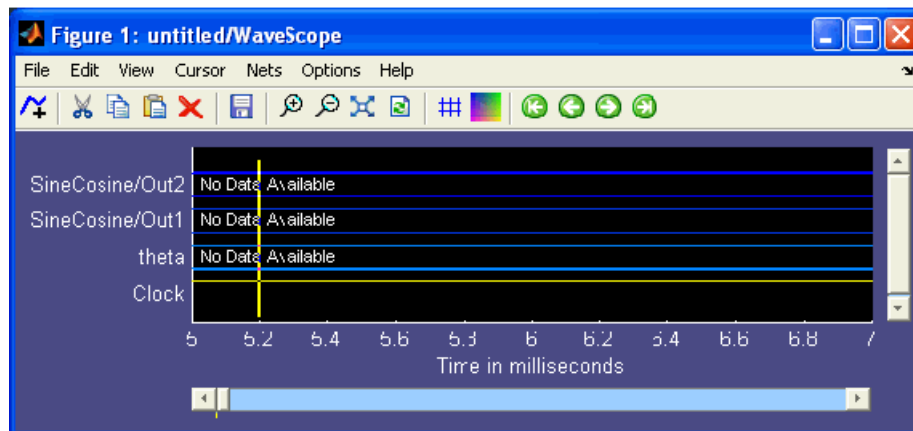 Figure 1: untitled/WaveScope
File Edit View Cursor Nets Options Help
SineCosine/Out2 No Data Available
SineCosine/Out1 No Data Available
theta No Data Available
Clock
5 5.2 5.4 5.6 5.8 6 6.2 6.4 6.6 6.8 7
Time in milliseconds